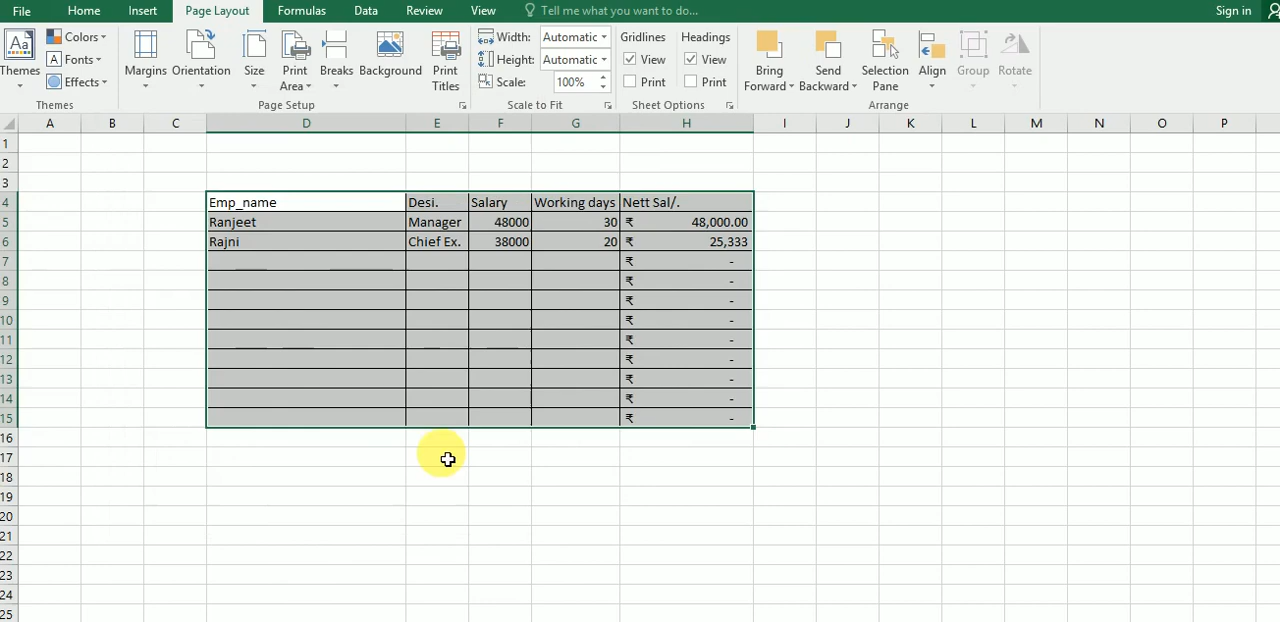 File Home Insert Page Layout Formulas Data Review View Tell me what you want to do... Sign in
Colors Width: Automatic Gridlines Headings
Aa A Fonts Height: Automatic View View
Themes Effects Margins Orientation Size Print Area Breaks Background Print Titles Scale: 100% Print Print Bring Forward Send Backward Selection Pane Align Group Rotate
Themes Page Setup Scale to Fit Sheet Options Arrange
A B C D E F G H I J K L M N O P
1
2
3
4 Emp_name Desi. Salary Working days Nett Sal/.
5 Ranjeet Manager 48000 30 ₹ 48,000.00
6 Rajni Chief Ex. 38000 20 ₹ 25,333
7 ₹ -
8 ₹ -
9 ₹ -
10 ₹ -
11 ₹ -
12 ₹ -
13 ₹ -
14 ₹ -
15 ₹ -
16
17
18
19
20
21
22
23
24
25